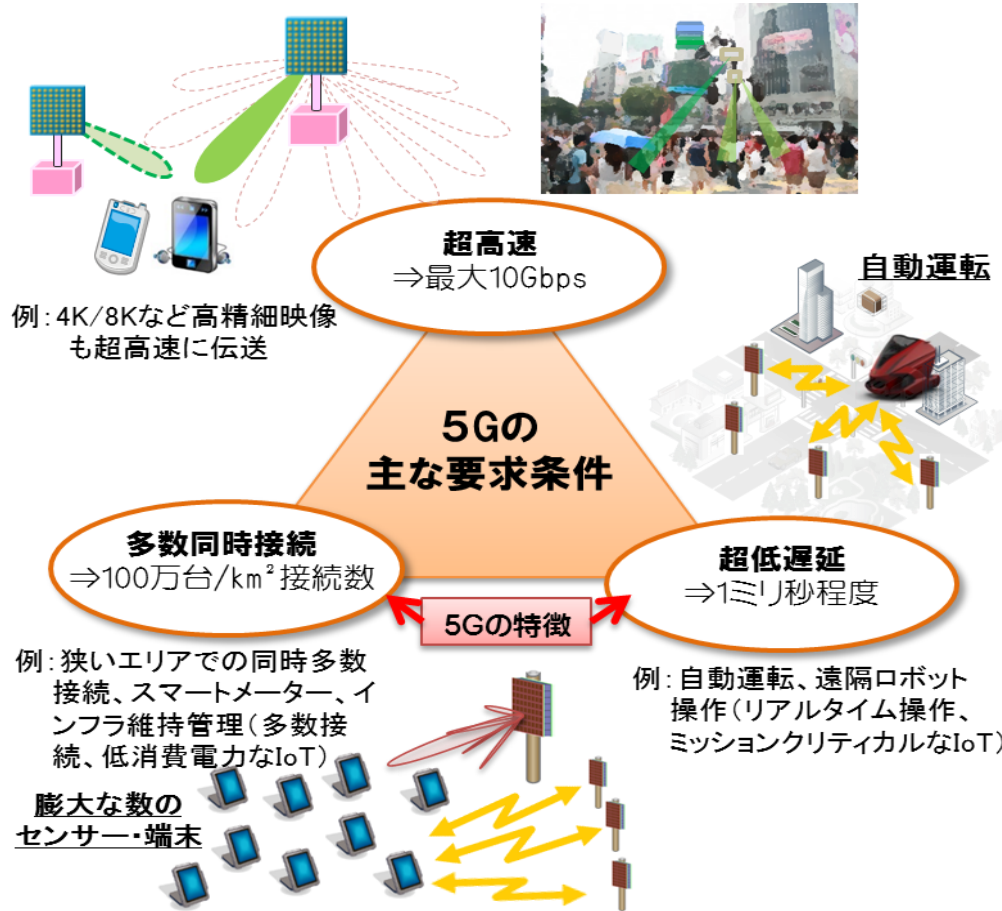 超高速
⇒最大10Gbps
例：4K/8Kなど高精細映像
も超高速に伝送
自動運転
5Gの
主な要求条件
多数同時接続
⇒100万台/km²接続数
超低遅延
⇒1ミリ秒程度
5Gの特徴
例：狭いエリアでの同時多数
接続、スマートメーター、イ
ンフラ維持管理（多数接
続、低消費電力なIoT）
例：自動運転、遠隔ロボット
操作（リアルタイム操作、
ミッションクリティカルなIoT）
膨大な数の
センサー・端末